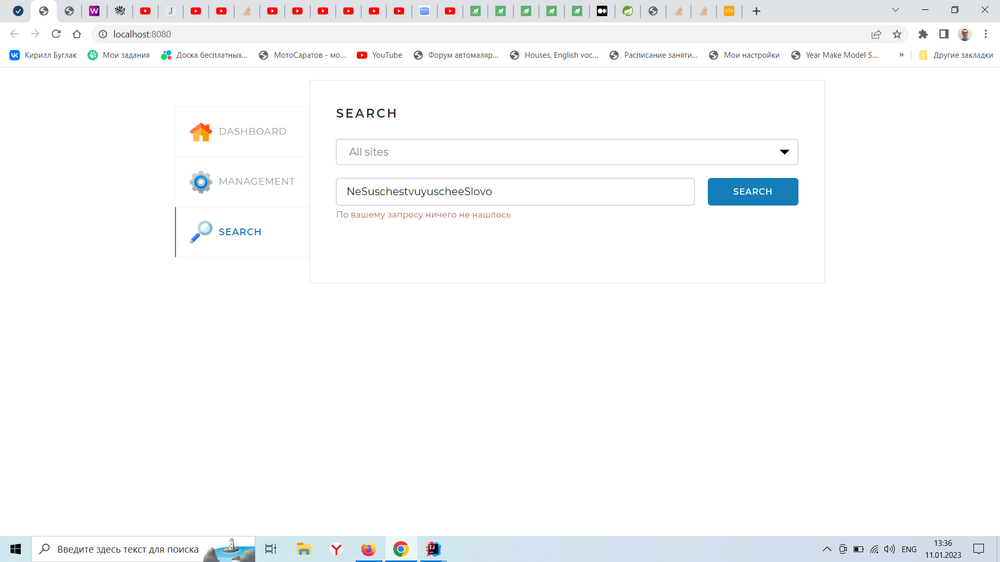 localhost:8080
Кирилл Буглак
Мои задания
Доска бесплатных...
МотоСаратов - мо...
YouTube
Форум автомаляр...
Houses, English voc...
Расписание заняти...
Мои настройки
Year Make Model S...
»
Другие закладки
DASHBOARD
MANAGEMENT
SEARCH
SEARCH
All sites
NeSuschestvuyuscheeSlovo
SEARCH
По вашему запросу ничего не нашлось
Введите здесь текст для поиска
ENG
13:36
11.01.2023